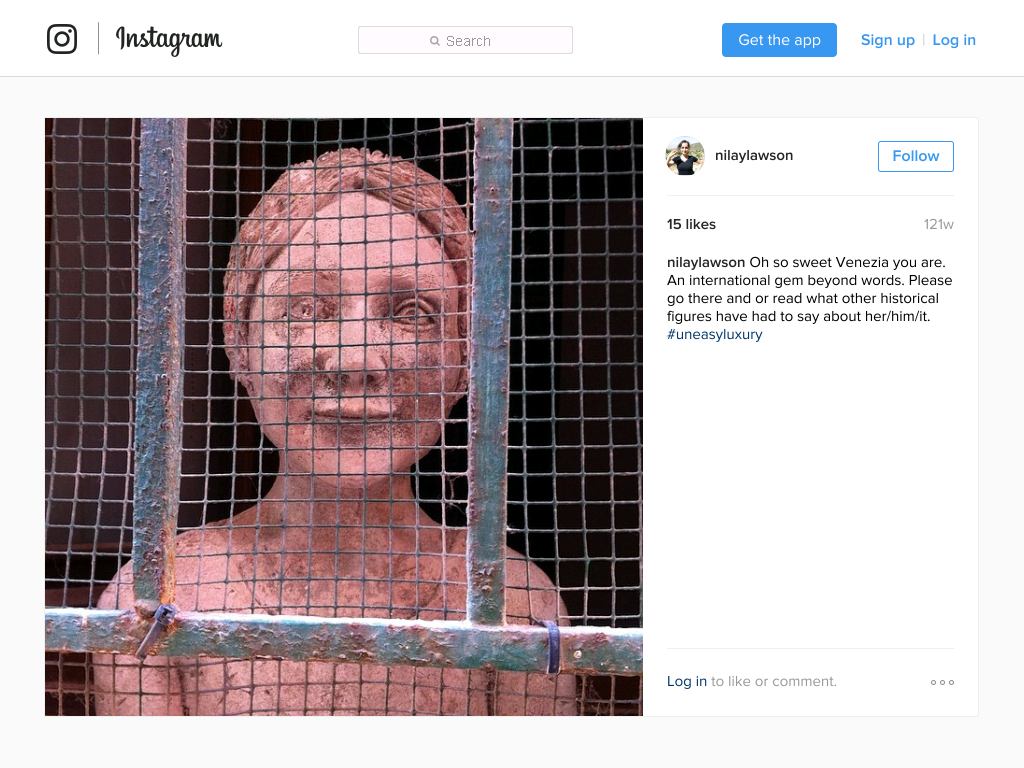 Instagram
Search
Get the app
Sign up | Log in
nilaylawson
Follow
15 likes
121w
nilaylawson Oh so sweet Venezia you are.
An international gem beyond words. Please
go there and or read what other historical
figures have had to say about her/him/it.
#uneasyluxury
Log in to like or comment.